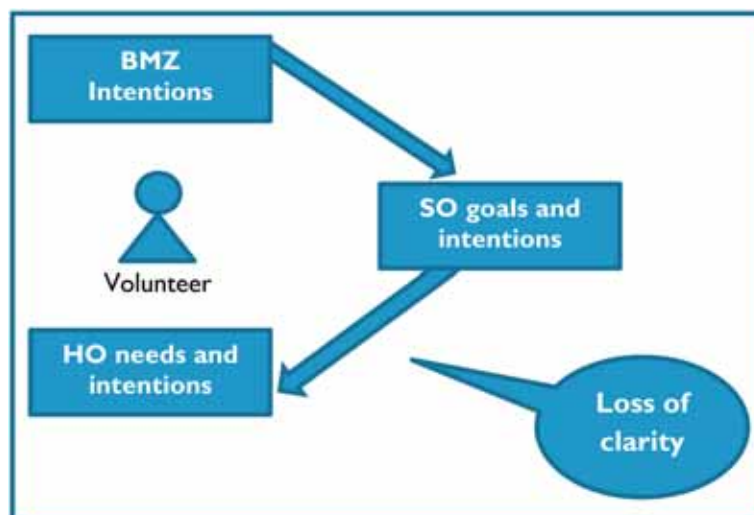 BMZ
Intentions
SO goals and
intentions
Volunteer
HO needs and
intentions
Loss of
clarity